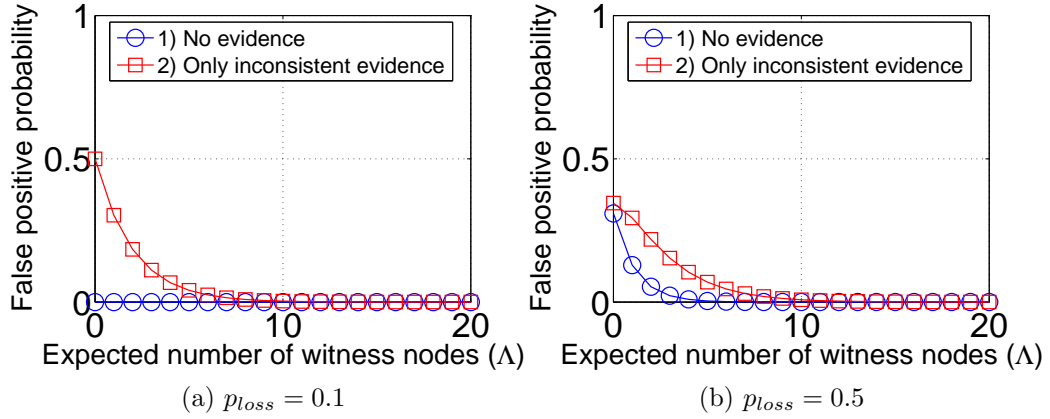 1
1) No evidence
2) Only inconsistent evidence
False positive probability
0.5
0
0
10
20
Expected number of witness nodes (Λ)
(a) p_loss = 0.1
1
1) No evidence
2) Only inconsistent evidence
False positive probability
0.5
0
0
10
20
Expected number of witness nodes (Λ)
(b) p_loss = 0.5